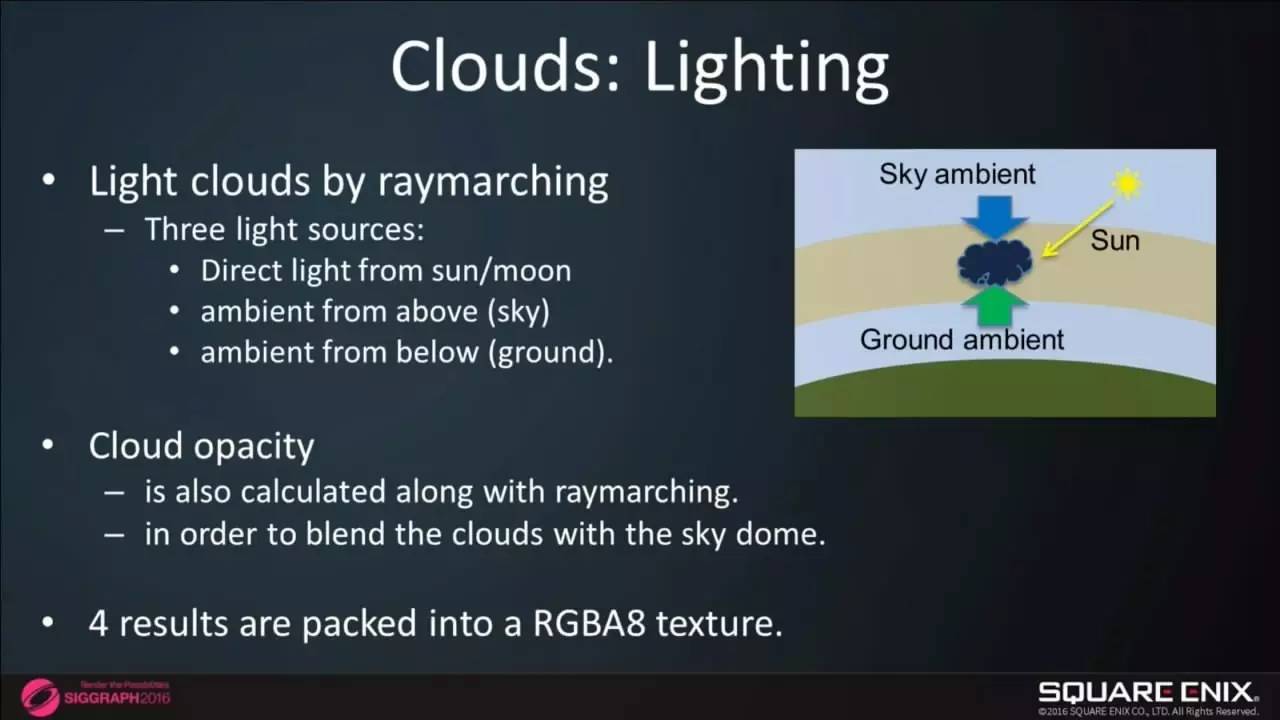 Clouds: Lighting
• Light clouds by raymarching
– Three light sources:
• Direct light from sun/moon
• ambient from above (sky)
• ambient from below (ground).
Sky ambient
Sun
Ground ambient
• Cloud opacity
– is also calculated along with raymarching.
– in order to blend the clouds with the sky dome.
• 4 results are packed into a RGBA8 texture.
Render the Possibilities
SIGGRAPH2016
SQUARE ENIX.
©2016 SQUARE ENIX CO., LTD. All Rights Reserved.